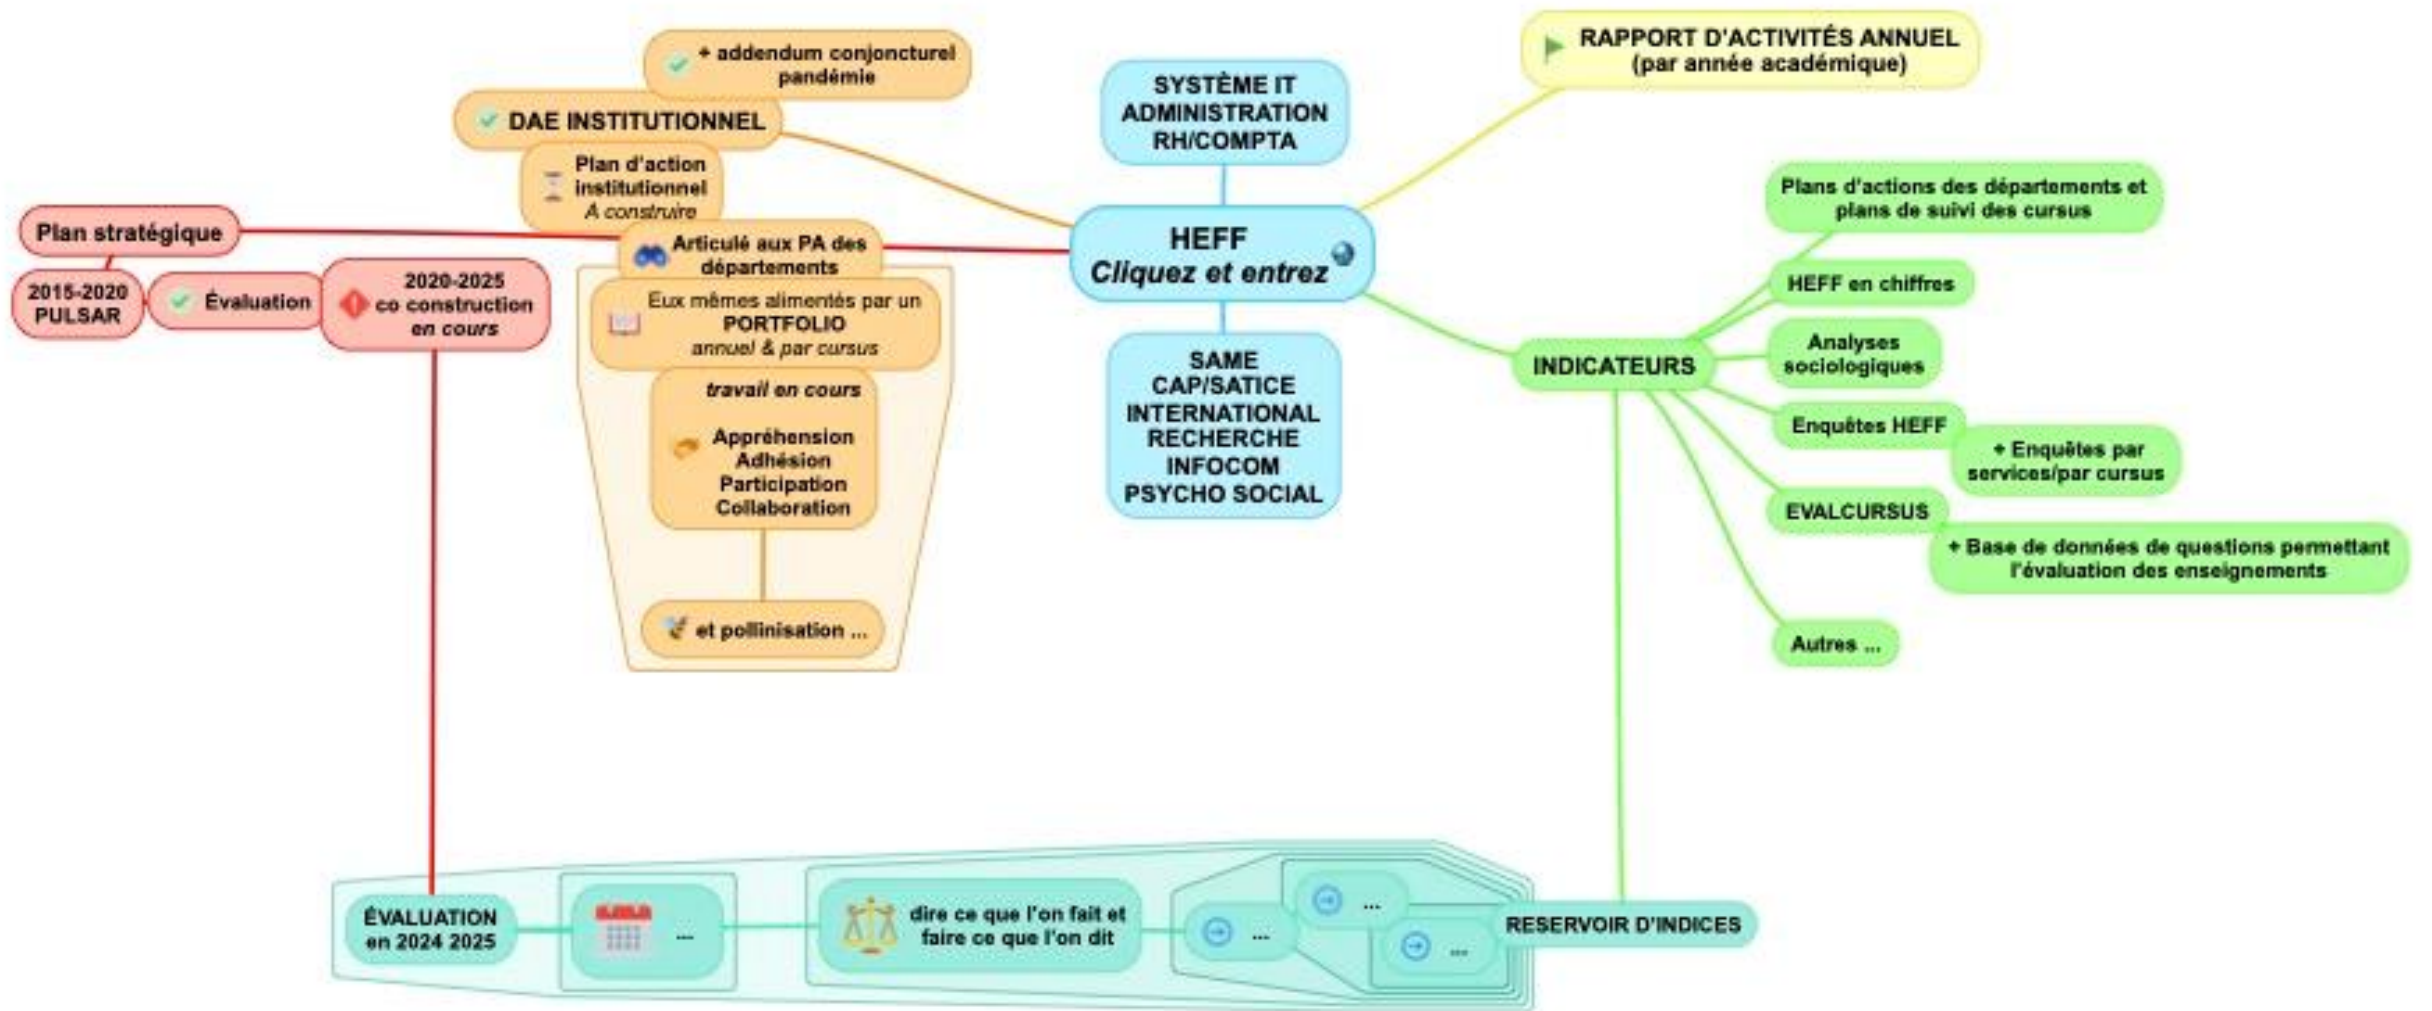 + addendum conjoncturel
pandémie
DAE INSTITUTIONNEL
Plan d'action
institutionnel
A construire
Articulé aux PA des
départements
Eux mêmes alimentés par un
PORTFOLIO
annuel & par cursus
travail en cours
Appréhension
Adhésion
Participation
Collaboration
et pollinisation ...
Plan stratégique
2015-2020
PULSAR
Évaluation
2020-2025
co construction
en cours
SYSTÈME IT
ADMINISTRATION
RH/COMPTA
HEFF
Cliquez et entrez
SAME
CAP/SATICE
INTERNATIONAL
RECHERCHE
INFOCOM
PSYCHO SOCIAL
RAPPORT D'ACTIVITÉS ANNUEL
(par année académique)
INDICATEURS
Plans d'actions des départements et
plans de suivi des cursus
HEFF en chiffres
Analyses
sociologiques
Enquêtes HEFF
+ Enquêtes par
services/par cursus
EVALCURSUS
+ Base de données de questions permettant
l'évaluation des enseignements
Autres ...
ÉVALUATION
en 2024 2025
...
dire ce que l'on fait et
faire ce que l'on dit
...
...
...
RESERVOIR D'INDICES